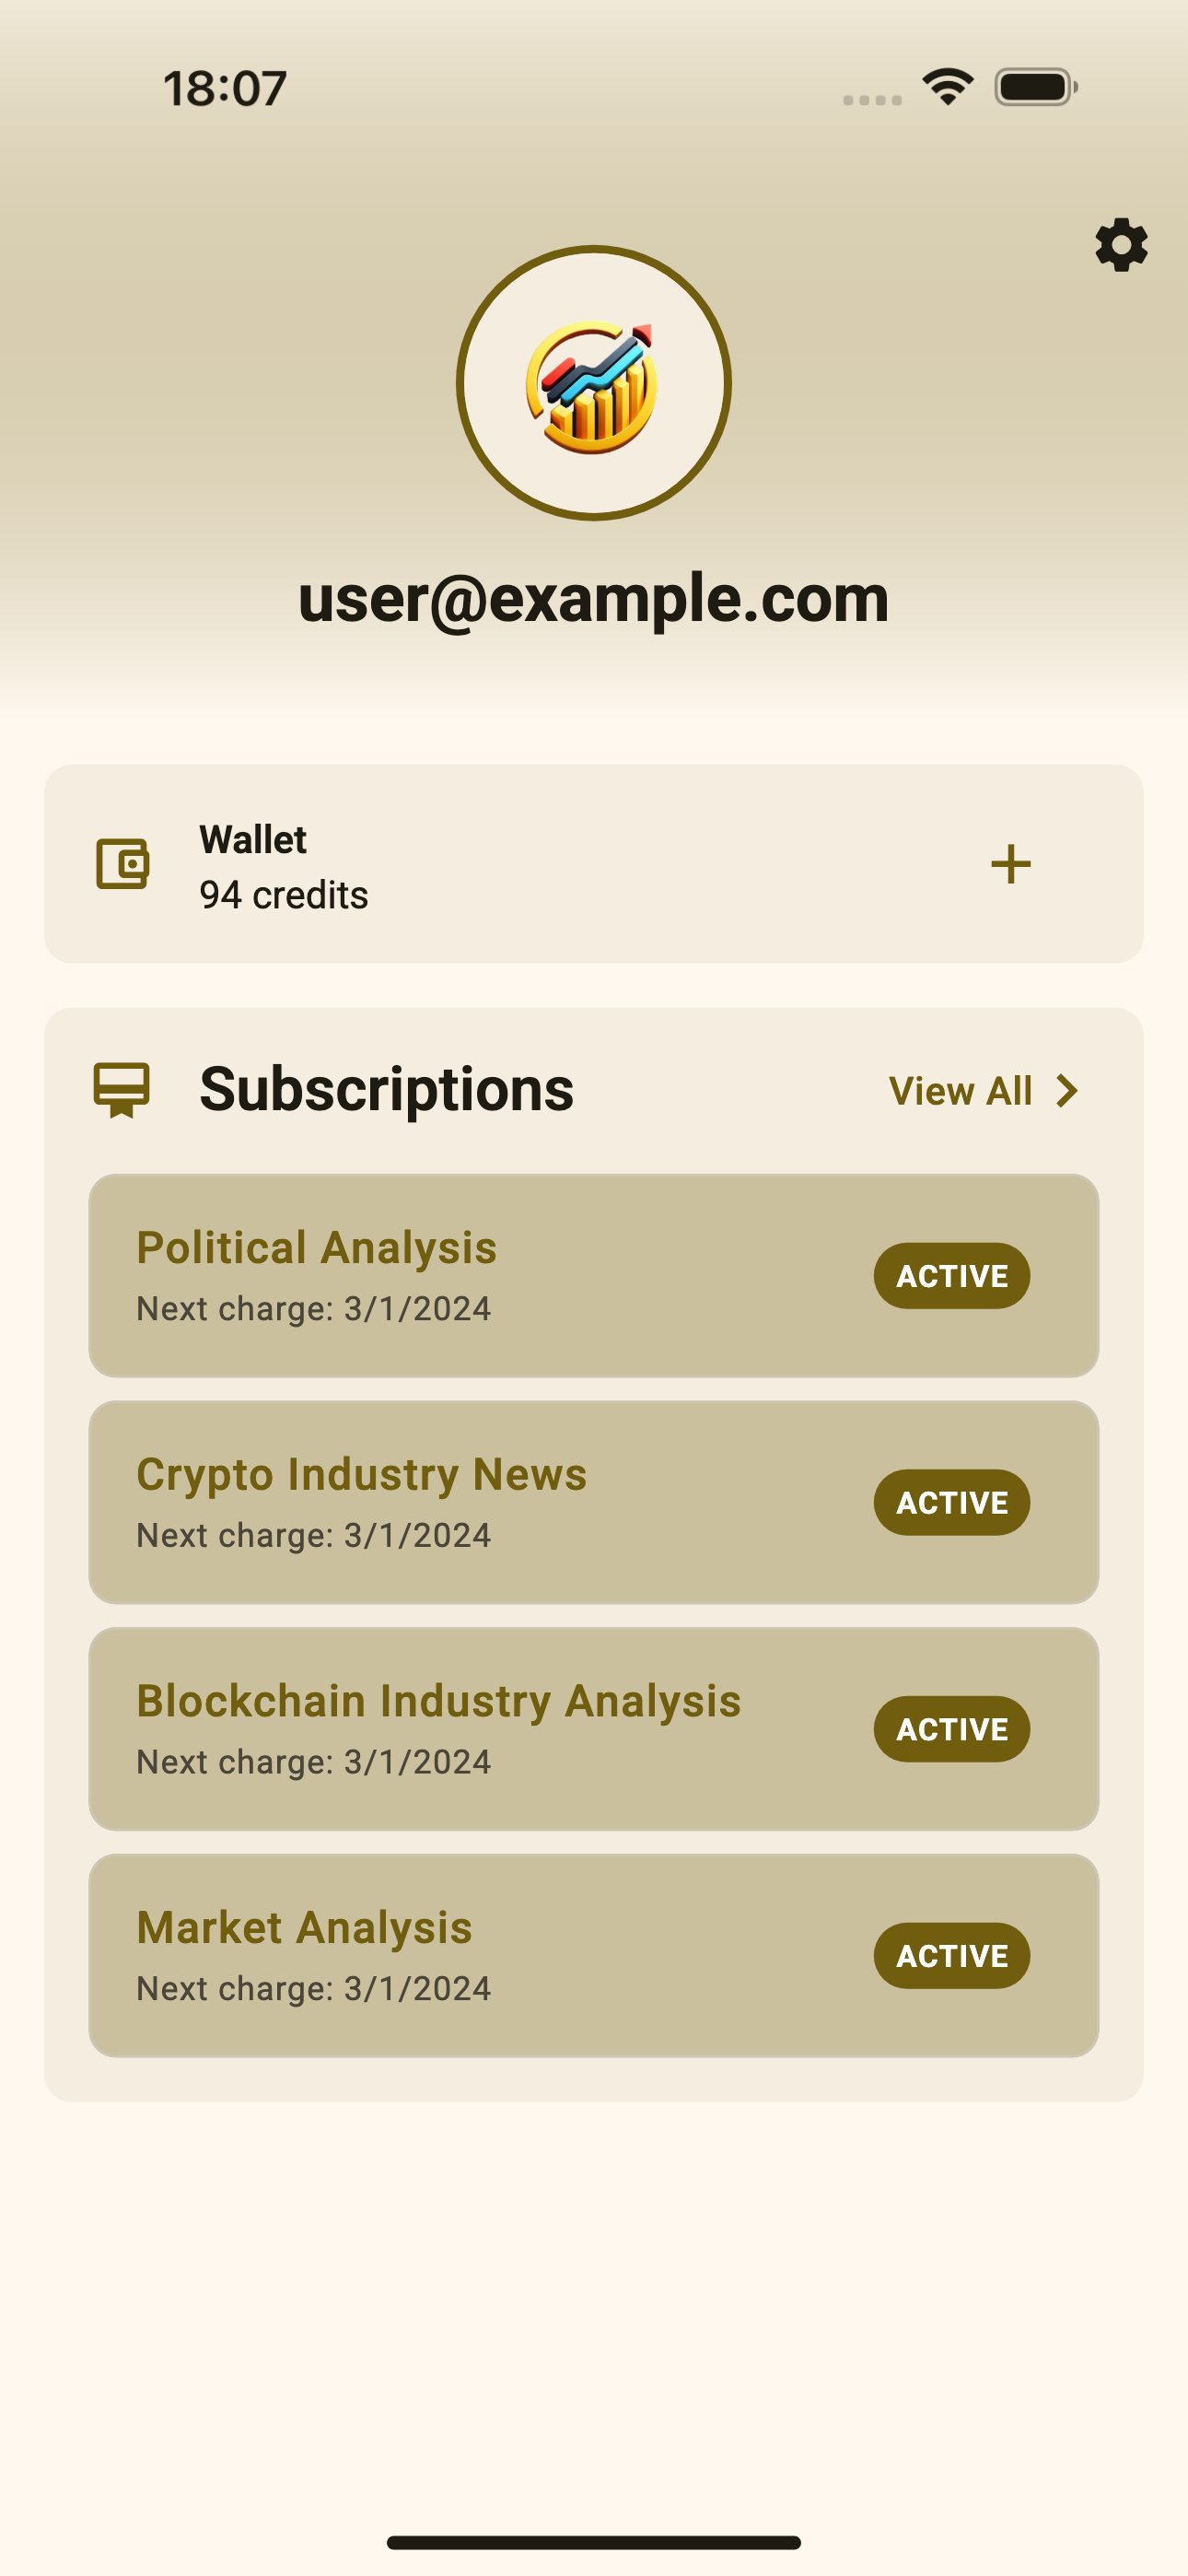 18:07
user@example.com
Wallet
94 credits
Subscriptions
View All
Political Analysis
Next charge: 3/1/2024
ACTIVE
Crypto Industry News
Next charge: 3/1/2024
ACTIVE
Blockchain Industry Analysis
Next charge: 3/1/2024
ACTIVE
Market Analysis
Next charge: 3/1/2024
ACTIVE